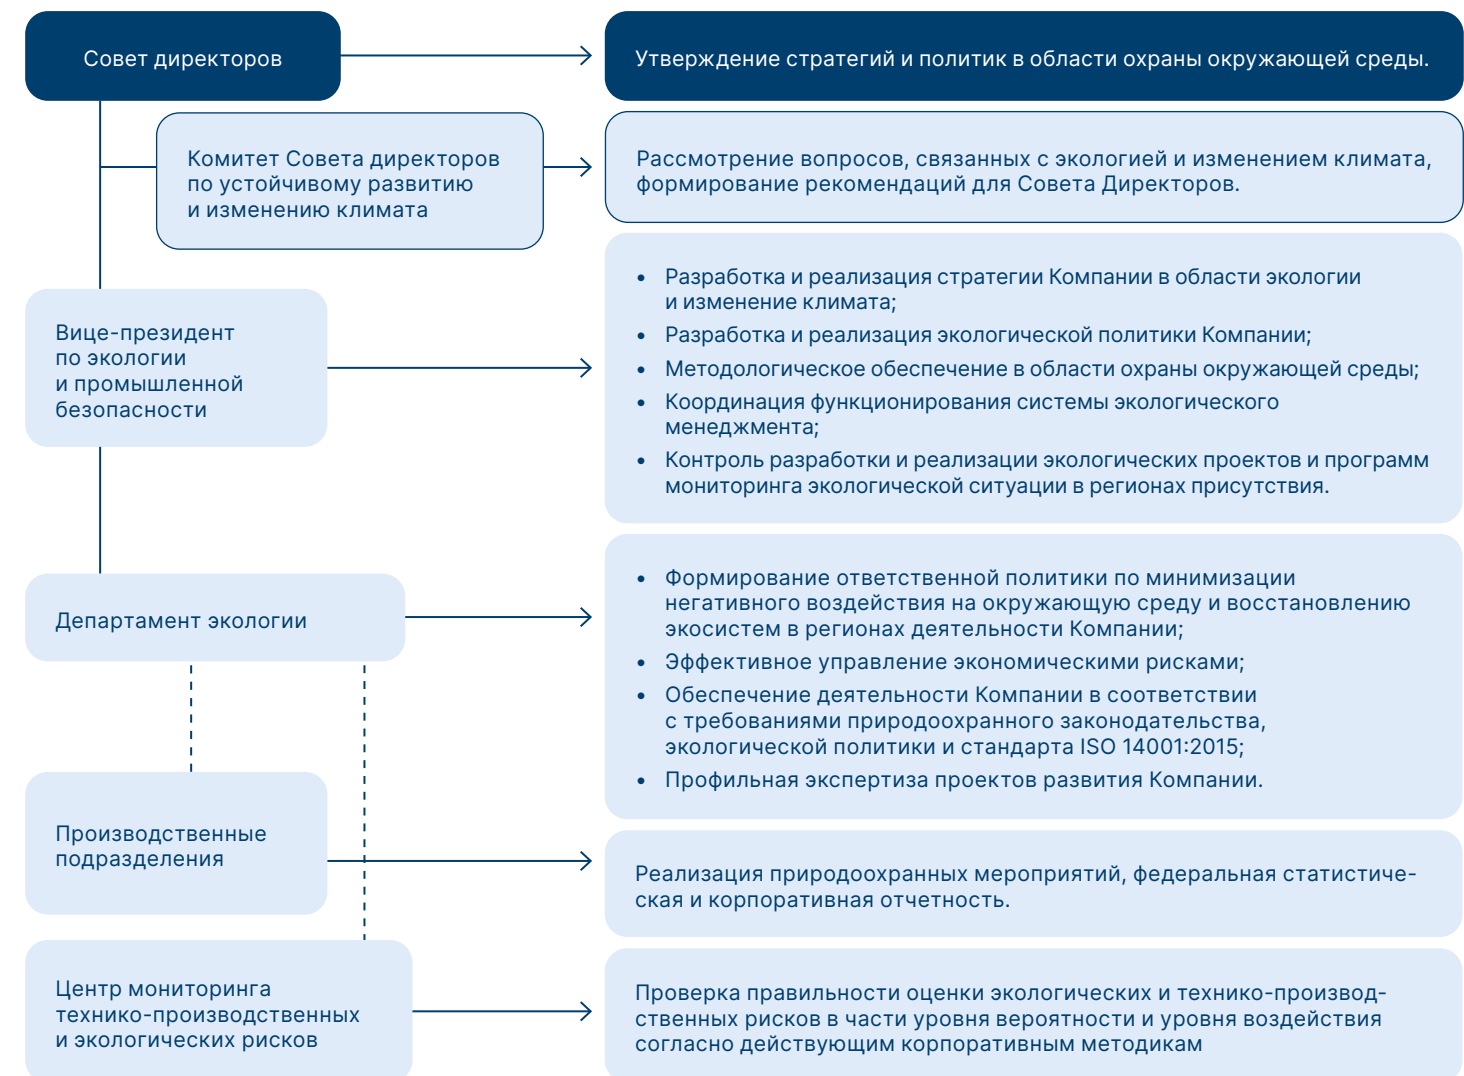 Совет директоров
Утверждение стратегий и политик в области охраны окружающей среды.
Комитет Совета директоров
по устойчивому развитию
и изменению климата
Рассмотрение вопросов, связанных с экологией и изменением климата,
формирование рекомендаций для Совета Директоров.
Вице-президент
по экологии
и промышленной
безопасности
• Разработка и реализация стратегии Компании в области экологии
и изменение климата;
• Разработка и реализация экологической политики Компании;
• Методологическое обеспечение в области охраны окружающей среды;
• Координация функционирования системы экологического
менеджмента;
• Контроль разработки и реализации экологических проектов и программ
мониторинга экологической ситуации в регионах присутствия.
Департамент экологии
• Формирование ответственной политики по минимизации
негативного воздействия на окружающую среду и восстановлению
экосистем в регионах деятельности Компании;
• Эффективное управление экономическими рисками;
• Обеспечение деятельности Компании в соответствии
с требованиями природоохранного законодательства,
экологической политики и стандарта ISO 14001:2015;
• Профильная экспертиза проектов развития Компании.
Производственные
подразделения
Реализация природоохранных мероприятий, федеральная статистиче-
ская и корпоративная отчетность.
Центр мониторинга
технико-производственных
и экологических рисков
Проверка правильности оценки экологических и технико-производ-
ственных рисков в части уровня вероятности и уровня воздействия
согласно действующим корпоративным методикам